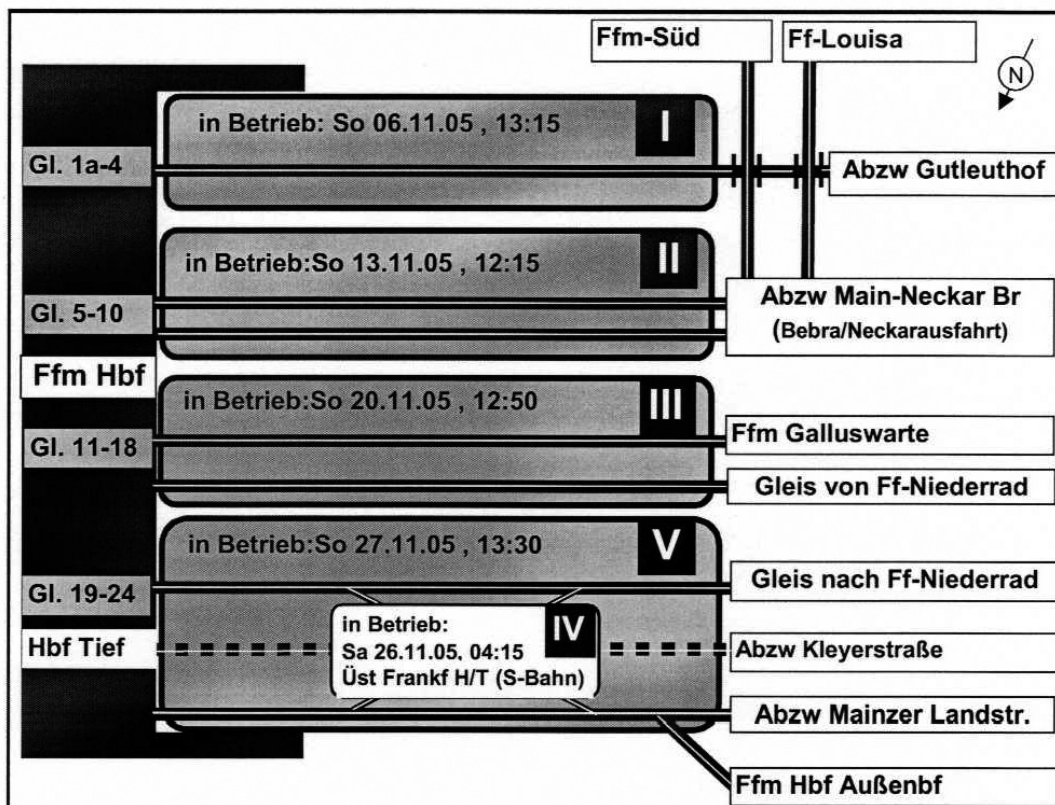 Ffm-Süd
Ff-Louisa
N
in Betrieb: So 06.11.05 , 13:15
I
Gl. 1a-4
Abzw Gutleuthof
in Betrieb:So 13.11.05 , 12:15
II
Gl. 5-10
Abzw Main-Neckar Br
(Bebra/Neckarausfahrt)
Ffm Hbf
in Betrieb:So 20.11.05 , 12:50
III
Gl. 11-18
Ffm Galluswarte
Gleis von Ff-Niederrad
in Betrieb:So 27.11.05 , 13:30
V
Gl. 19-24
Gleis nach Ff-Niederrad
in Betrieb:
IV
Sa 26.11.05, 04:15
Üst Frankf H/T (S-Bahn)
Hbf Tief
Abzw Kleyerstraße
Abzw Mainzer Landstr.
Ffm Hbf Außenbf